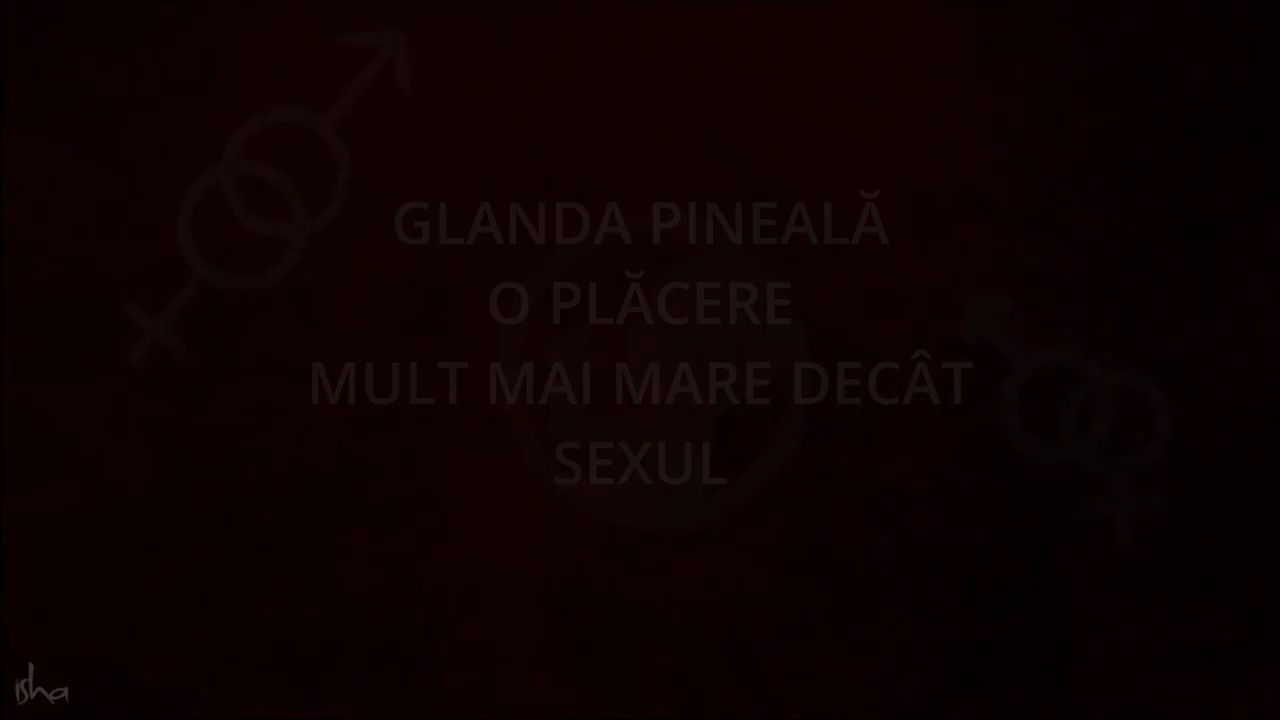 GLANDA PINEALĂ
O PLĂCERE
MULT MAI MARE DECÂT
SEXUL
isha